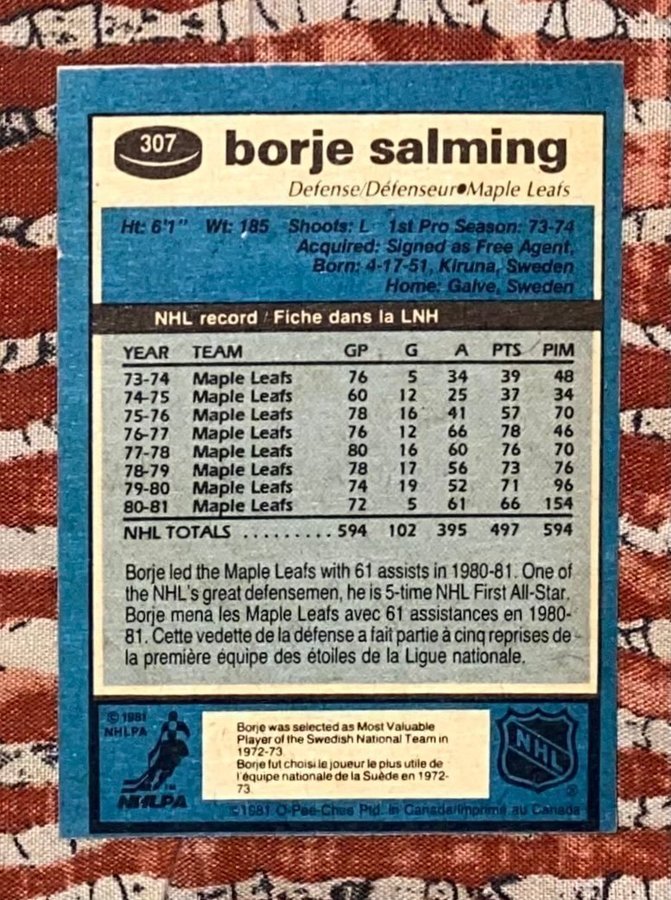 307
borje salming
Defense/Défenseur●Maple Leafs
Ht: 6'1" Wt: 185 Shoots: L 1st Pro Season: 73-74
Acquired: Signed as Free Agent,
Born: 4-17-51, Kiruna, Sweden
Home: Galve, Sweden
NHL record / Fiche dans la LNH
YEAR TEAM GP G A PTS PIM
73-74 Maple Leafs 76 5 34 39 48
74-75 Maple Leafs 60 12 25 37 34
75-76 Maple Leafs 78 16 41 57 70
76-77 Maple Leafs 76 12 66 78 46
77-78 Maple Leafs 80 16 60 76 70
78-79 Maple Leafs 78 17 56 73 76
79-80 Maple Leafs 74 19 52 71 96
80-81 Maple Leafs 72 5 61 66 154
NHL TOTALS ......... 594 102 395 497 594
Borje led the Maple Leafs with 61 assists in 1980-81. One of
the NHL's great defensemen, he is 5-time NHL First All-Star.
Borje mena les Maple Leafs avec 61 assistances en 1980-
81. Cette vedette de la défense a fait partie à cinq reprises de
la première équipe des étoiles de la Ligue nationale.
© 1981
NHLPA
NHLPA
TM
Borje was selected as Most Valuable
Player of the Swedish National Team in
1972-73.
Borje fut choisi le joueur le plus utile de
l'équipe nationale de la Suède en 1972-
73.
NHL
®
©1981 O-Pee-Chee Ptd. in Canada/Imprimé au Canada